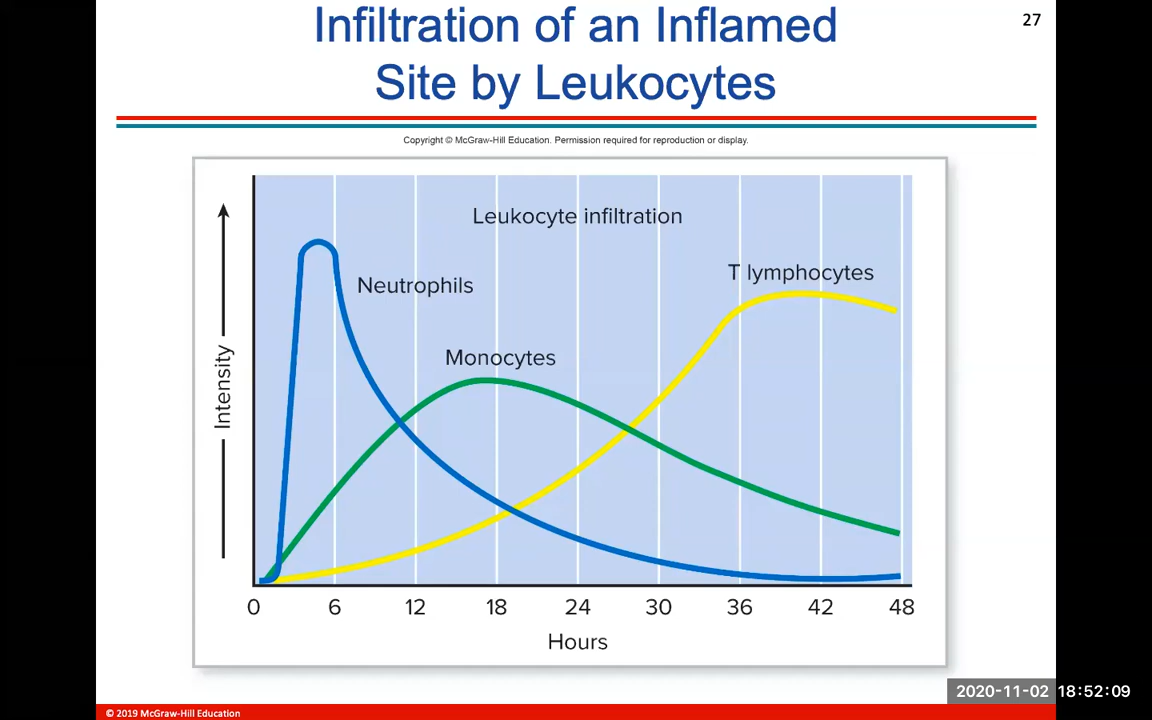 Infiltration of an Inflamed
Site by Leukocytes
27
Copyright © McGraw-Hill Education. Permission required for reproduction or display.
Leukocyte infiltration
Neutrophils
T lymphocytes
Monocytes
Intensity
0 6 12 18 24 30 36 42 48
Hours
2020-11-02 18:52:09
© 2019 McGraw-Hill Education